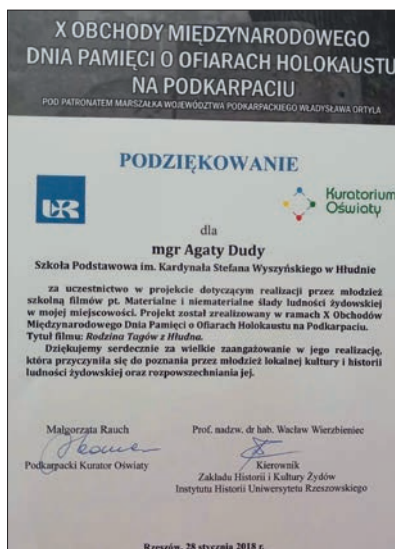 X OBCHODY MIĘDZYNARODOWEGO
DNIA PAMIĘCI O OFIARACH HOLOKAUSTU
NA PODKARPACIU
POD PATRONATEM MARSZAŁKA WOJEWÓDZTWA PODKARPACKIEGO WŁADYSŁAWA ORTYLA
PODZIĘKOWANIE
UR
Kuratorium
Oświaty
dla
mgr Agaty Dudy
Szkoła Podstawowa im. Kardynała Stefana Wyszyńskiego w Hłudnie
za uczestnictwo w projekcie dotyczącym realizacji przez młodzież
szkolną filmów pt. Materialne i niematerialne ślady ludności żydowskiej
w mojej miejscowości. Projekt został zrealizowany w ramach X Obchodów
Międzynarodowego Dnia Pamięci o Ofiarach Holokaustu na Podkarpaciu.
Tytuł filmu: Rodzina Tagów z Hłudna.
Dziękujemy serdecznie za wielkie zaangażowanie w jego realizację,
która przyczyniła się do poznania przez młodzież lokalnej kultury i historii
ludności żydowskiej oraz rozpowszechniania jej.
Małgorzata Rauch
Podkarpacki Kurator Oświaty
Prof. nadzw. dr hab. Wacław Wierzbieniec
Kierownik
Zakładu Historii i Kultury Żydów
Instytutu Historii Uniwersytetu Rzeszowskiego
Rzeszów, 28 stycznia 2018 r.